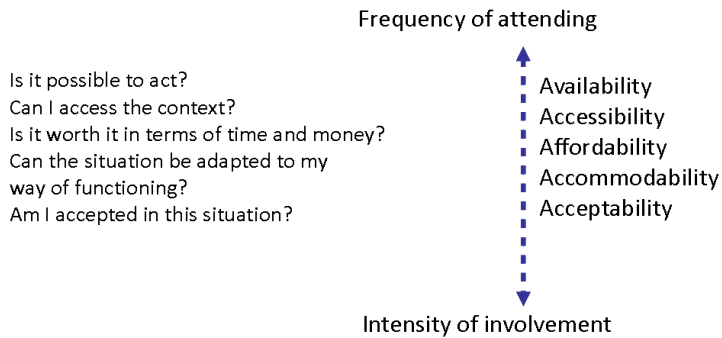 Frequency of attending
Is it possible to act?
Can I access the context?
Is it worth it in terms of time and money?
Can the situation be adapted to my
way of functioning?
Am I accepted in this situation?
Availability
Accessibility
Affordability
Accommodability
Acceptability
Intensity of involvement